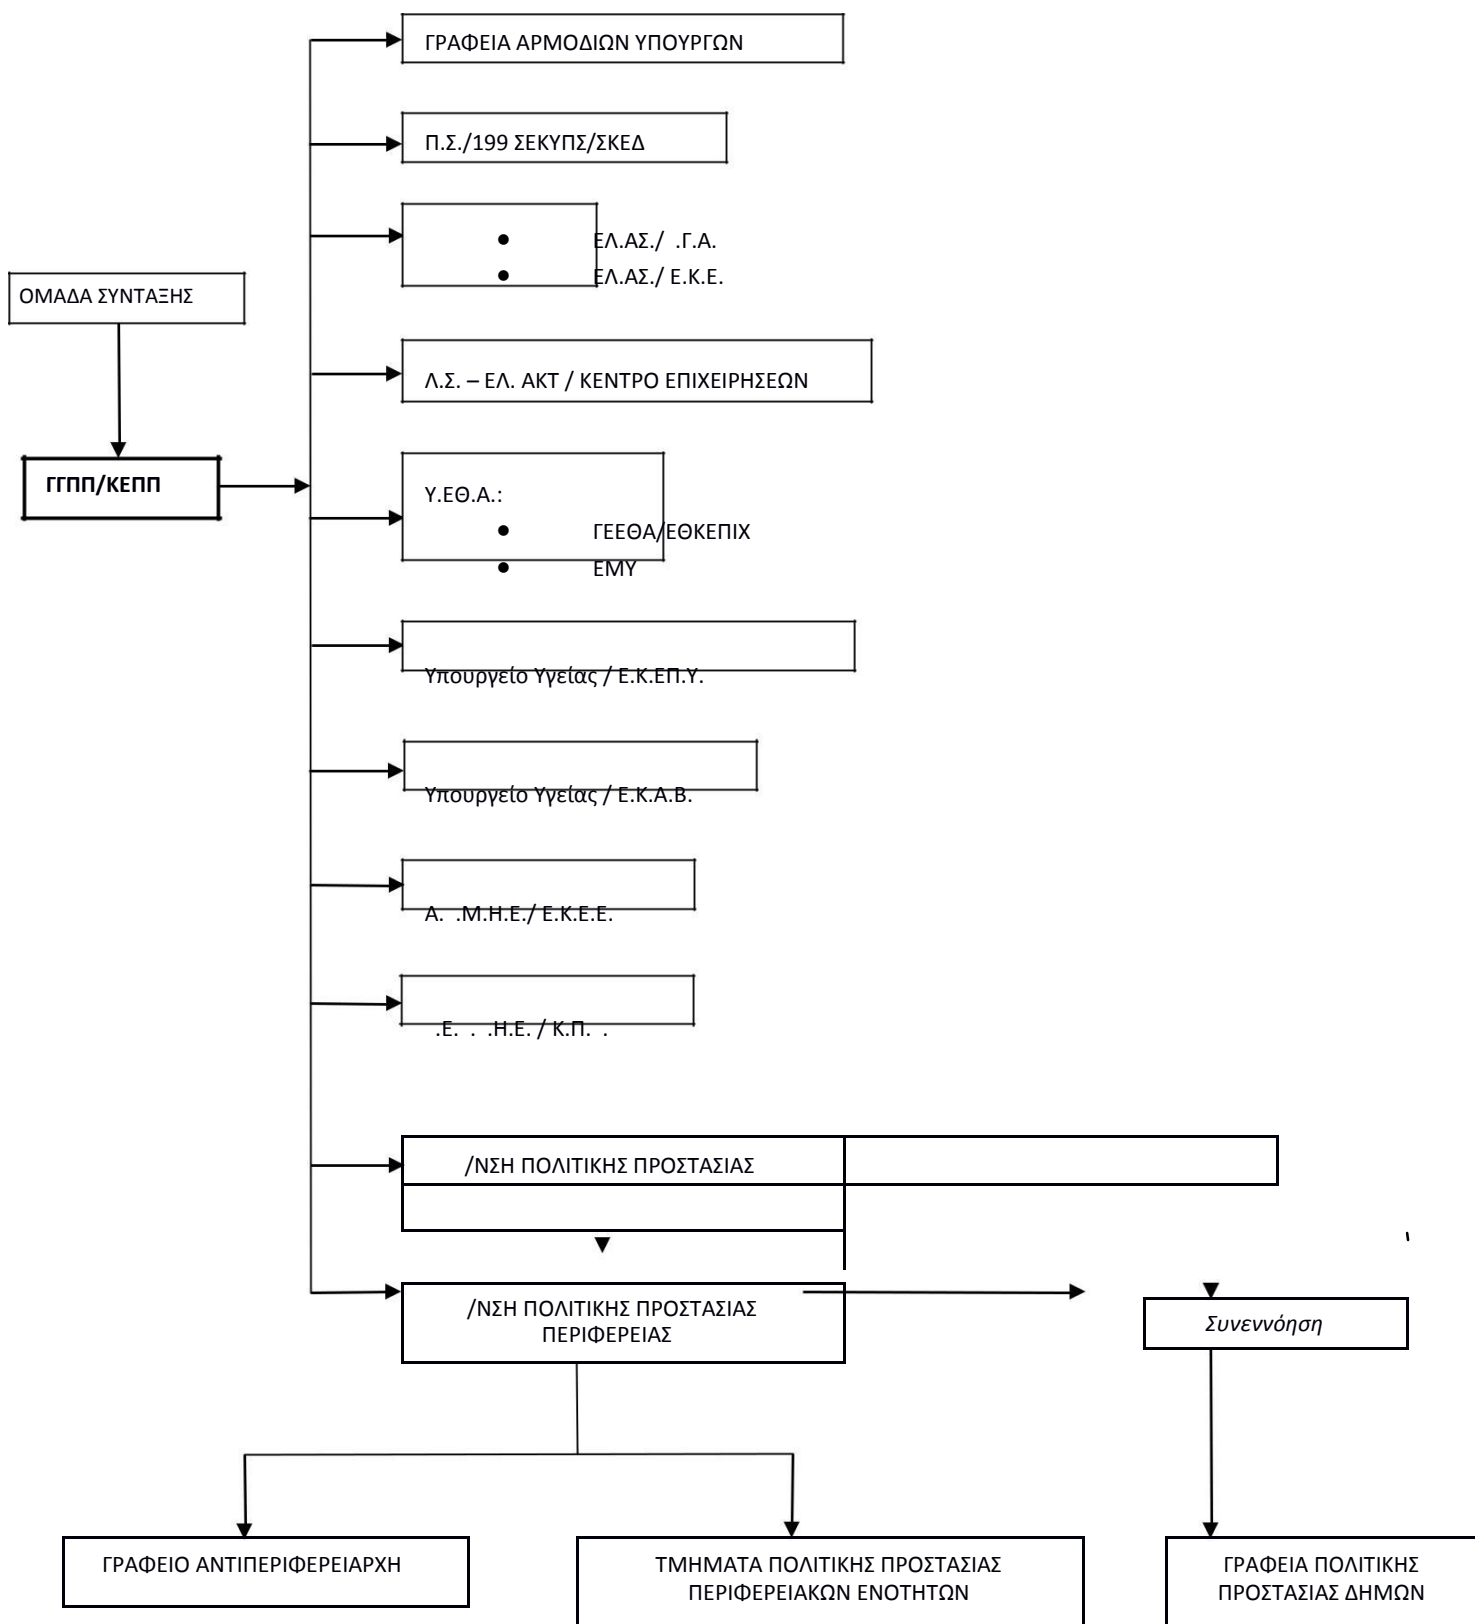 ΓΡΑΦΕΙΑ ΑΡΜΟΔΙΩΝ ΥΠΟΥΡΓΩΝ
Π.Σ./199 ΣΕΚΥΠΣ/ΣΚΕΔ
● ΕΛ.ΑΣ./ .Γ.Α.
● ΕΛ.ΑΣ./ Ε.Κ.Ε.
ΟΜΑΔΑ ΣΥΝΤΑΞΗΣ
Λ.Σ. – ΕΛ. ΑΚΤ / ΚΕΝΤΡΟ ΕΠΙΧΕΙΡΗΣΕΩΝ
ΓΓΠΠ/ΚΕΠΠ
Υ.ΕΘ.Α.:
● ΓΕΕΘΑ/ΕΘΚΕΠΙΧ
● ΕΜΥ
Υπουργείο Υγείας / Ε.Κ.ΕΠ.Υ.
Υπουργείο Υγείας / Ε.Κ.Α.Β.
Α. .Μ.Η.Ε./ Ε.Κ.Ε.Ε.
.Ε. . .Η.Ε. / Κ.Π. .
/ΝΣΗ ΠΟΛΙΤΙΚΗΣ ΠΡΟΣΤΑΣΙΑΣ
/ΝΣΗ ΠΟΛΙΤΙΚΗΣ ΠΡΟΣΤΑΣΙΑΣ
ΠΕΡΙΦΕΡΕΙΑΣ
Συνεννόηση
ΓΡΑΦΕΙΟ ΑΝΤΙΠΕΡΙΦΕΡΕΙΑΡΧΗ
ΤΜΗΜΑΤΑ ΠΟΛΙΤΙΚΗΣ ΠΡΟΣΤΑΣΙΑΣ
ΠΕΡΙΦΕΡΕΙΑΚΩΝ ΕΝΟΤΗΤΩΝ
ΓΡΑΦΕΙΑ ΠΟΛΙΤΙΚΗΣ
ΠΡΟΣΤΑΣΙΑΣ ΔΗΜΩΝ